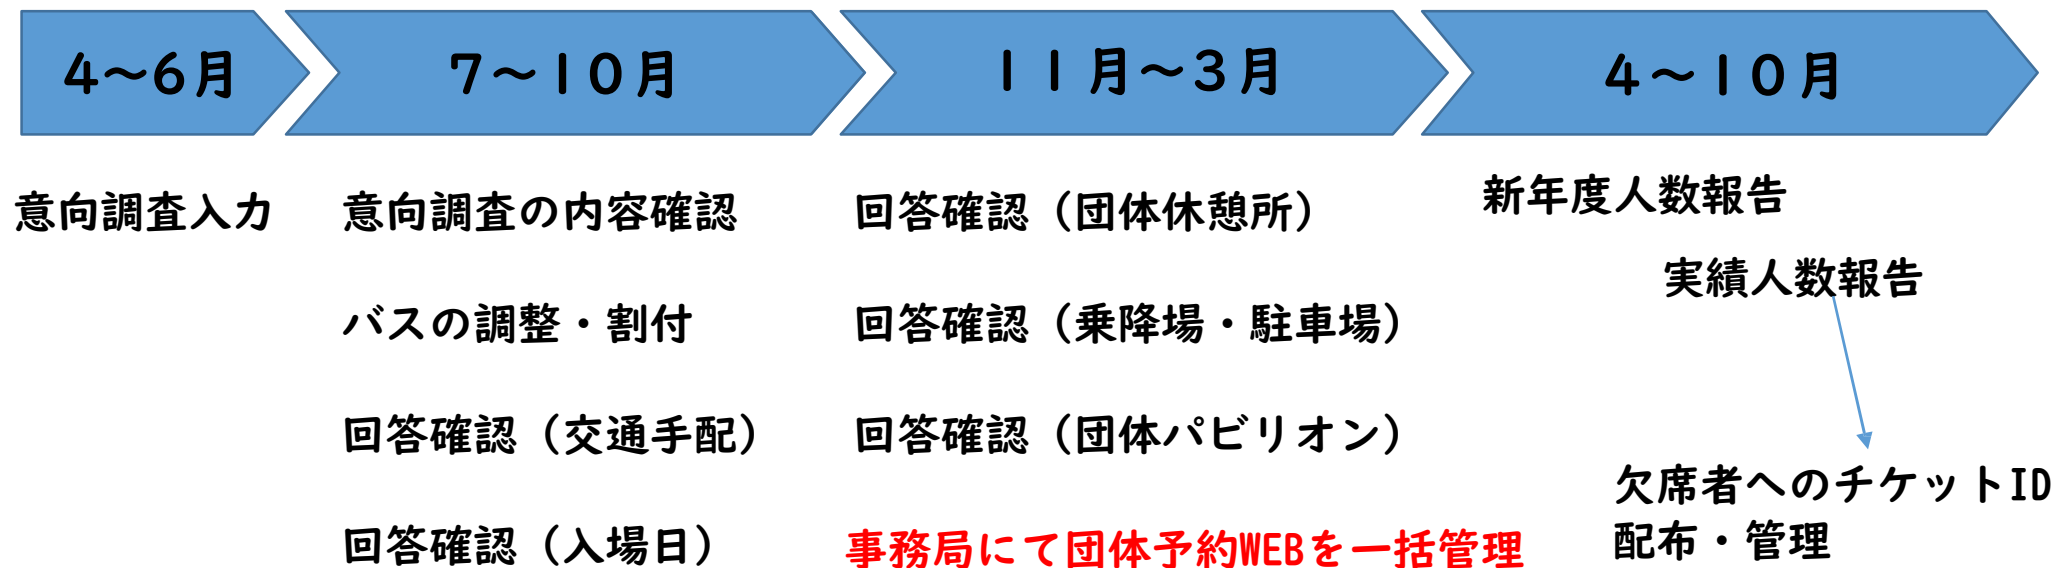 4～6月
7～10月
11月～3月
4～10月
意向調査入力
意向調査の内容確認
バスの調整・割付
回答確認（交通手配）
回答確認（入場日）
回答確認（団体休憩所）
回答確認（乗降場・駐車場）
回答確認（団体パビリオン）
事務局にて団体予約WEBを一括管理
新年度人数報告
実績人数報告
欠席者へのチケットID
配布・管理